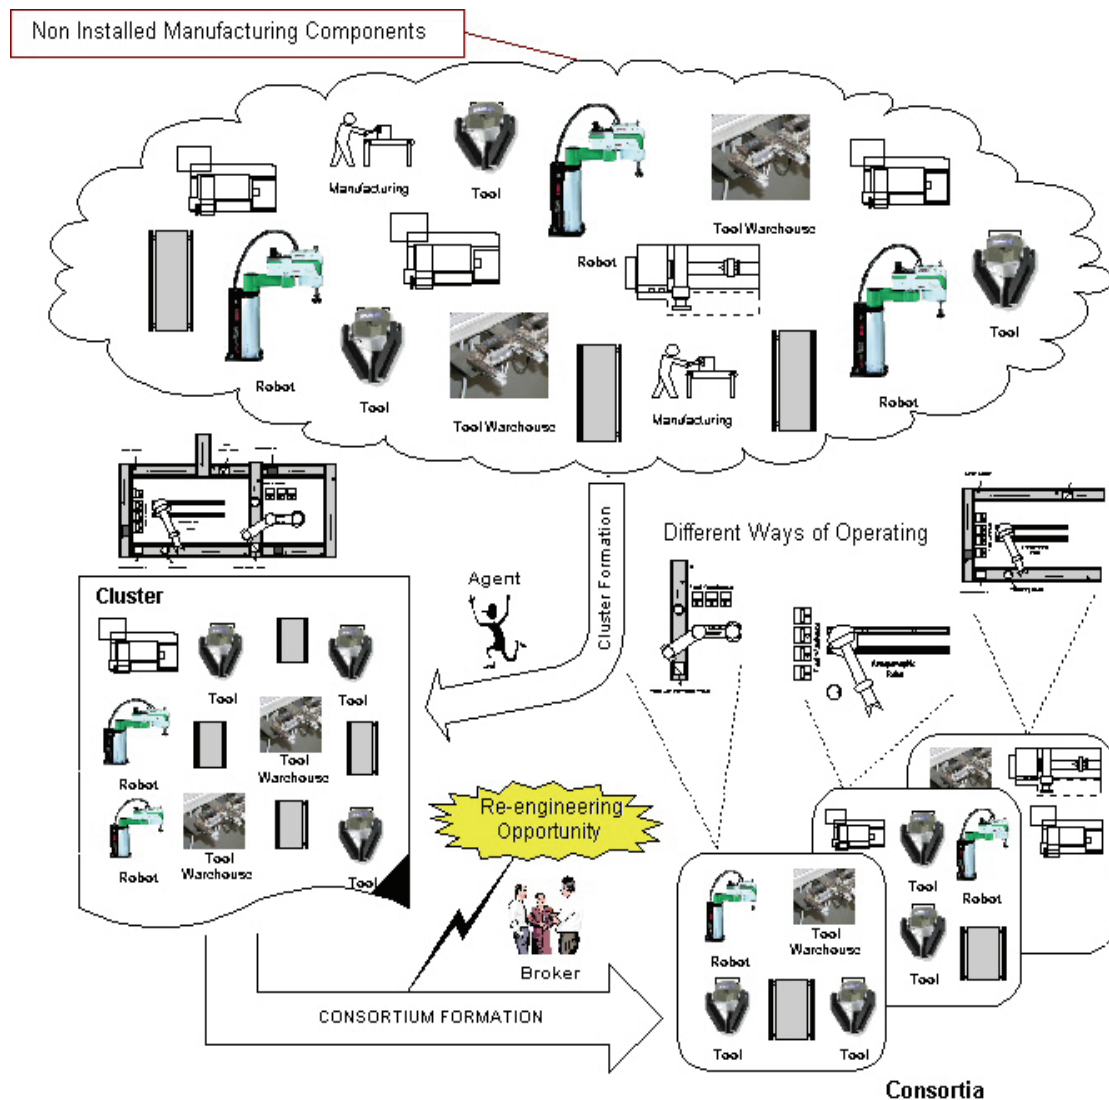 Non Installed Manufacturing Components
Manufacturing
Tool
Tool Warehouse
Robot
Tool
Robot
Tool
Tool Warehouse
Manufacturing
Robot
Cluster Formation
Different Ways of Operating
Agent
Cluster
Tool
Tool
Robot
Tool
Warehouse
Robot
Tool
Warehouse
Tool
Re-engineering
Opportunity
Broker
CONSORTIUM FORMATION
Robot
Tool
Warehouse
Tool
Tool
Tool
Robot
Tool
Consortia